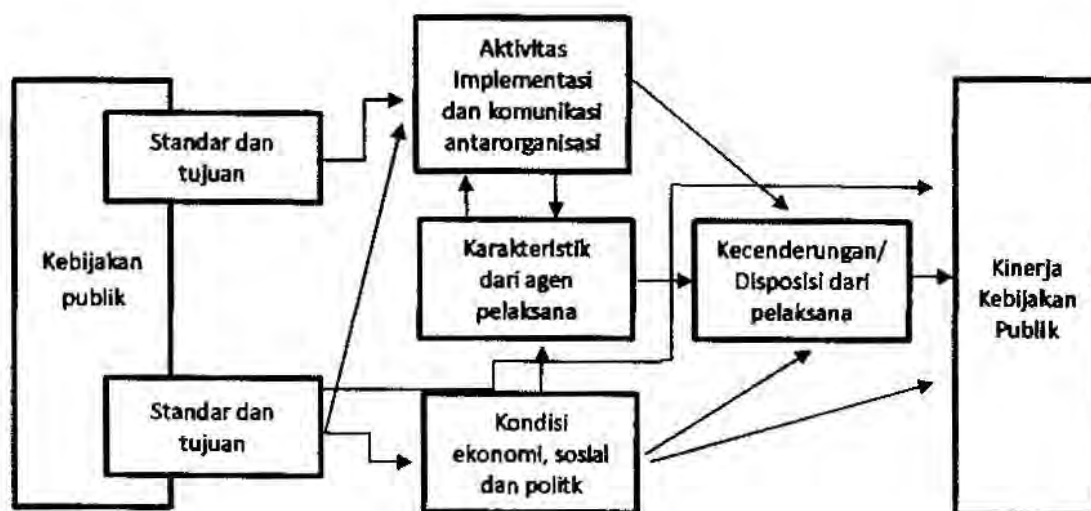 Kebijakan
publik
Standar dan
tujuan
Standar dan
tujuan
Aktivitas
Implementasi
dan komunikasi
antarorganisasi
Karakteristik
dari agen
pelaksana
Kondisi
ekonomi, sosial
dan politk
Kecenderungan/
Disposisi dari
pelaksana
Kinerja
Kebijakan
Publik